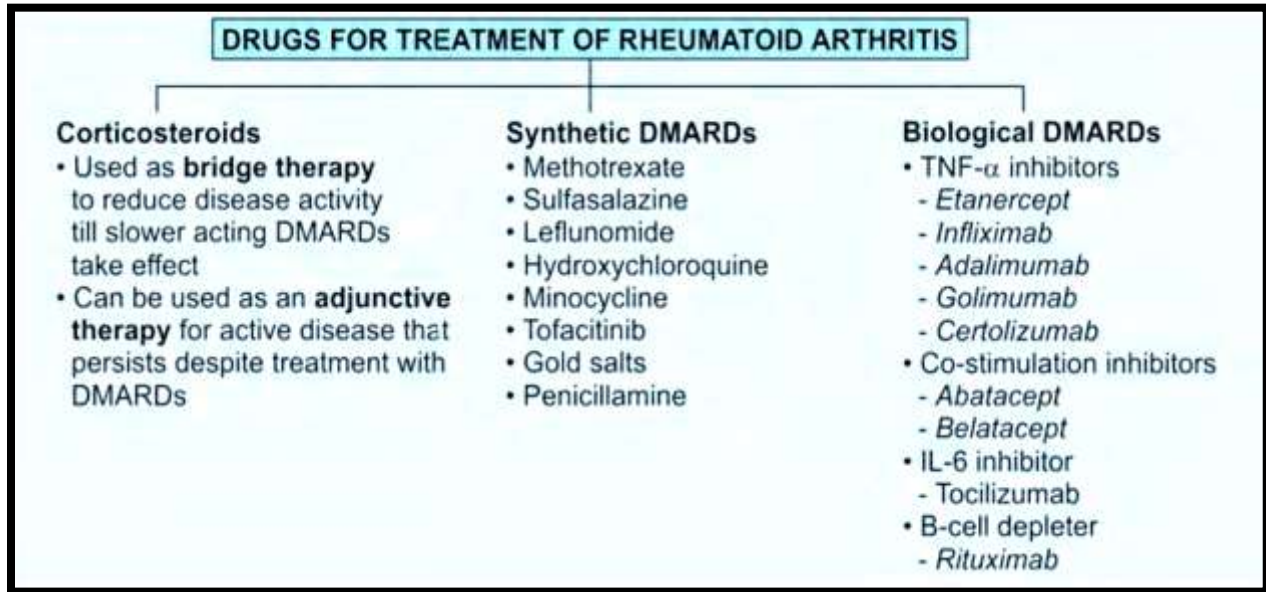 DRUGS FOR TREATMENT OF RHEUMATOID ARTHRITIS
Corticosteroids
• Used as bridge therapy
to reduce disease activity
till slower acting DMARDs
take effect
• Can be used as an adjunctive
therapy for active disease that
persists despite treatment with
DMARDs
Synthetic DMARDs
• Methotrexate
• Sulfasalazine
• Leflunomide
• Hydroxychloroquine
• Minocycline
• Tofacitinib
• Gold salts
• Penicillamine
Biological DMARDs
• TNF-α inhibitors
- Etanercept
- Infliximab
- Adalimumab
- Golimumab
- Certolizumab
• Co-stimulation inhibitors
- Abatacept
- Belatacept
• IL-6 inhibitor
- Tocilizumab
• B-cell depleter
- Rituximab